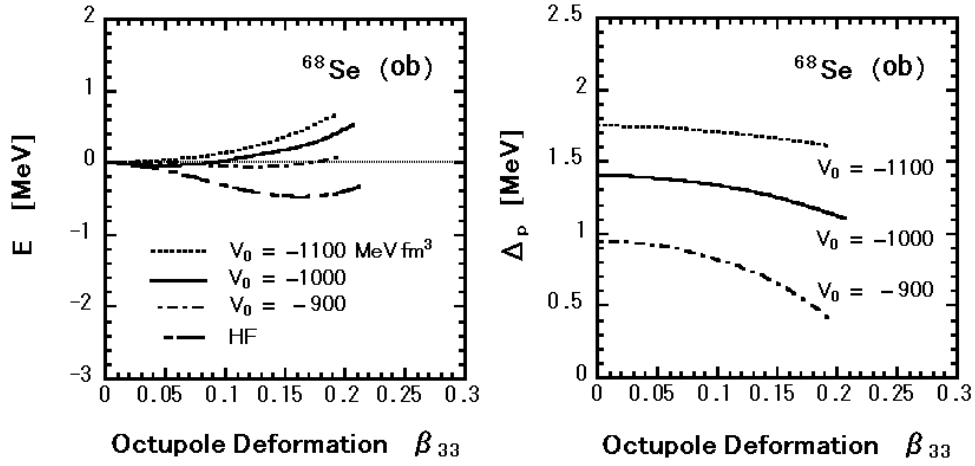 2
1
0
-1
-2
-3
E [MeV]
⁶⁸Se (ob)
V₀ = -1100 MeV fm³
V₀ = -1000
V₀ = -900
HF
0 0.05 0.1 0.15 0.2 0.25 0.3
Octupole Deformation β₃₃
2.5
2
1.5
1
0.5
0
Δₚ [MeV]
⁶⁸Se (ob)
V₀ = -1100
V₀ = -1000
V₀ = -900
0 0.05 0.1 0.15 0.2 0.25 0.3
Octupole Deformation β₃₃